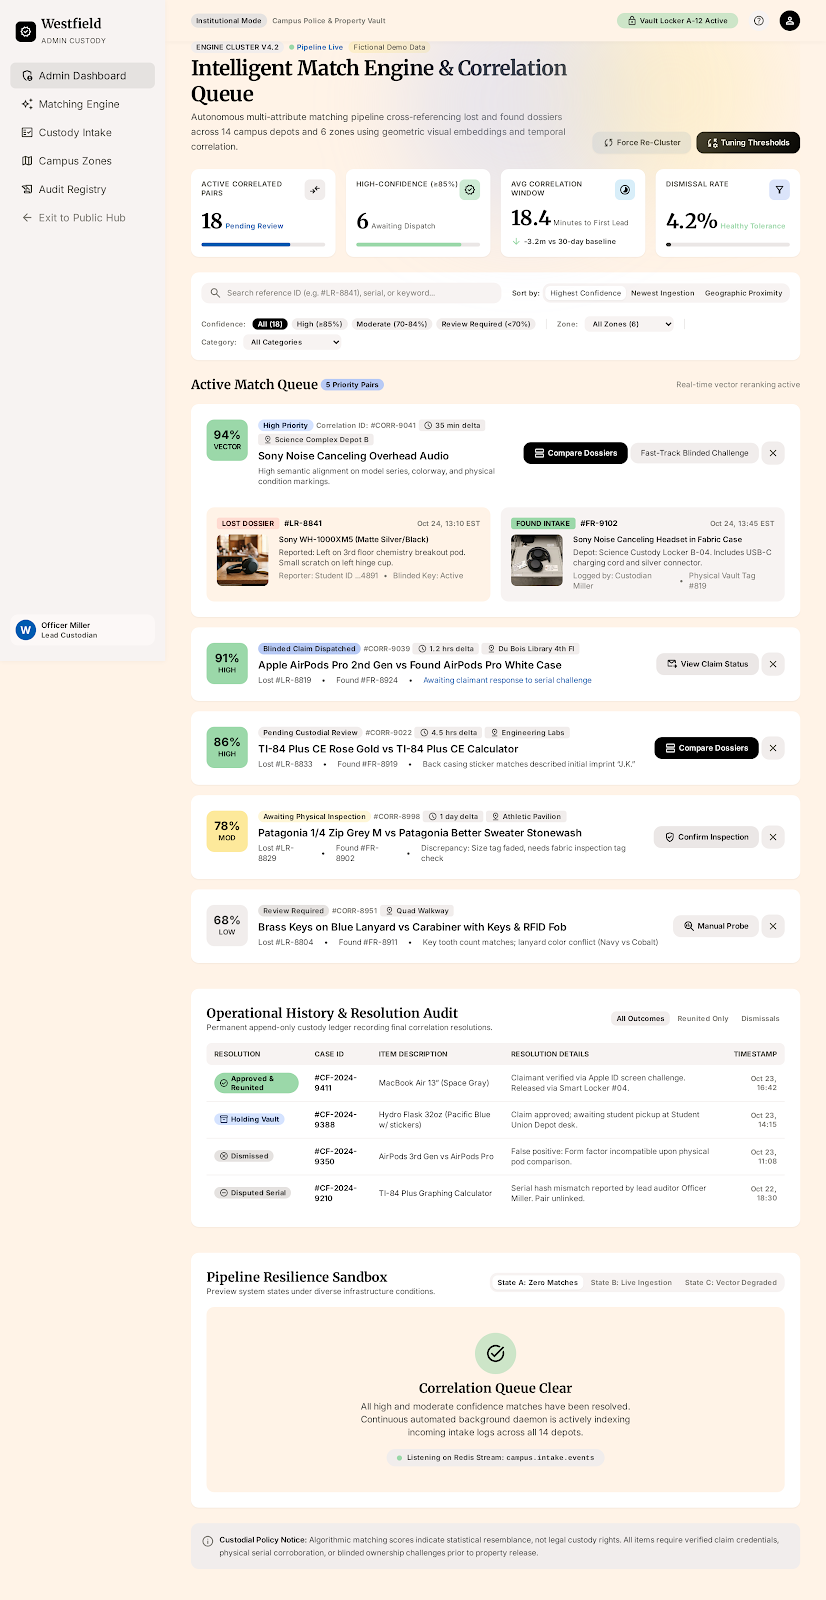 Westfield
ADMIN CUSTODY
Admin Dashboard
Matching Engine
Custody Intake
Campus Zones
Audit Registry
Exit to Public Hub
W
Officer Miller
Lead Custodian
Institutional Mode
Campus Police & Property Vault
Vault Locker A-12 Active
ENGINE CLUSTER V4.2
Pipeline Live
Fictional Demo Data
Intelligent Match Engine & Correlation
Queue
Autonomous multi-attribute matching pipeline cross-referencing lost and found dossiers
across 14 campus depots and 6 zones using geometric visual embeddings and temporal
correlation.
Force Re-Cluster
Tuning Thresholds
ACTIVE CORRELATED
PAIRS
18 Pending Review
HIGH-CONFIDENCE (≥85%)
6 Awaiting Dispatch
AVG CORRELATION
WINDOW
18.4 Minutes to First Lead
-3.2m vs 30-day baseline
DISMISSAL RATE
4.2% Healthy Tolerance
Search reference ID (e.g. #LR-8841), serial, or keyword...
Sort by:
Highest Confidence
Newest Ingestion
Geographic Proximity
Confidence:
All (18)
High (≥85%)
Moderate (70-84%)
Review Required (<70%)
Zone:
All Zones (6)
Category:
All Categories
Active Match Queue
5 Priority Pairs
Real-time vector reranking active
94%
VECTOR
High Priority
Correlation ID: #CORR-9041
35 min delta
Science Complex Depot B
Sony Noise Canceling Overhead Audio
High semantic alignment on model series, colorway, and physical
condition markings.
Compare Dossiers
Fast-Track Blinded Challenge
LOST DOSSIER
#LR-8841
Oct 24, 13:10 EST
Sony WH-1000XM5 (Matte Silver/Black)
Reported: Left on 3rd floor chemistry breakout pod.
Small scratch on left hinge cup.
Reporter: Student ID ...4891 • Blinded Key: Active
FOUND INTAKE
#FR-9102
Oct 24, 13:45 EST
Sony Noise Canceling Headset in Fabric Case
Depot: Science Custody Locker B-04. Includes USB-C
charging cord and silver connector.
Logged by: Custodian
Miller
•
Physical Vault Tag
#819
91%
HIGH
Blinded Claim Dispatched
#CORR-9039
1.2 hrs delta
Du Bois Library 4th Fl
Apple AirPods Pro 2nd Gen vs Found AirPods Pro White Case
Lost #LR-8819 • Found #FR-8924 • Awaiting claimant response to serial challenge
View Claim Status
86%
HIGH
Pending Custodial Review
#CORR-9022
4.5 hrs delta
Engineering Labs
TI-84 Plus CE Rose Gold vs TI-84 Plus CE Calculator
Lost #LR-8833 • Found #FR-8919 • Back casing sticker matches described initial imprint "J.K."
Compare Dossiers
78%
MOD
Awaiting Physical Inspection
#CORR-8998
1 day delta
Athletic Pavilion
Patagonia 1/4 Zip Grey M vs Patagonia Better Sweater Stonewash
Lost #LR-
8829
•
Found #FR-
8902
•
Discrepancy: Size tag faded, needs fabric inspection tag
check
Confirm Inspection
68%
LOW
Review Required
#CORR-8951
Quad Walkway
Brass Keys on Blue Lanyard vs Carabiner with Keys & RFID Fob
Lost #LR-8804 • Found #FR-8911 • Key tooth count matches; lanyard color conflict (Navy vs Cobalt)
Manual Probe
Operational History & Resolution Audit
Permanent append-only custody ledger recording final correlation resolutions.
All Outcomes
Reunited Only
Dismissals
RESOLUTION
CASE ID
ITEM DESCRIPTION
RESOLUTION DETAILS
TIMESTAMP
Approved &
Reunited
#CF-2024-
9411
MacBook Air 13" (Space Gray)
Claimant verified via Apple ID screen challenge.
Released via Smart Locker #04.
Oct 23,
16:42
Holding Vault
#CF-2024-
9388
Hydro Flask 32oz (Pacific Blue
w/ stickers)
Claim approved; awaiting student pickup at Student
Union Depot desk.
Oct 23,
14:15
Dismissed
#CF-2024-
9350
AirPods 3rd Gen vs AirPods Pro
False positive: Form factor incompatible upon physical
pod comparison.
Oct 23,
11:08
Disputed Serial
#CF-2024-
9210
TI-84 Plus Graphing Calculator
Serial hash mismatch reported by lead auditor Officer
Miller. Pair unlinked.
Oct 22,
18:30
Pipeline Resilience Sandbox
Preview system states under diverse infrastructure conditions.
State A: Zero Matches
State B: Live Ingestion
State C: Vector Degraded
Correlation Queue Clear
All high and moderate confidence matches have been resolved.
Continuous automated background daemon is actively indexing
incoming intake logs across all 14 depots.
Listening on Redis Stream: campus.intake.events
Custodial Policy Notice: Algorithmic matching scores indicate statistical resemblance, not legal custody rights. All items require verified claim credentials,
physical serial corroboration, or blinded ownership challenges prior to property release.